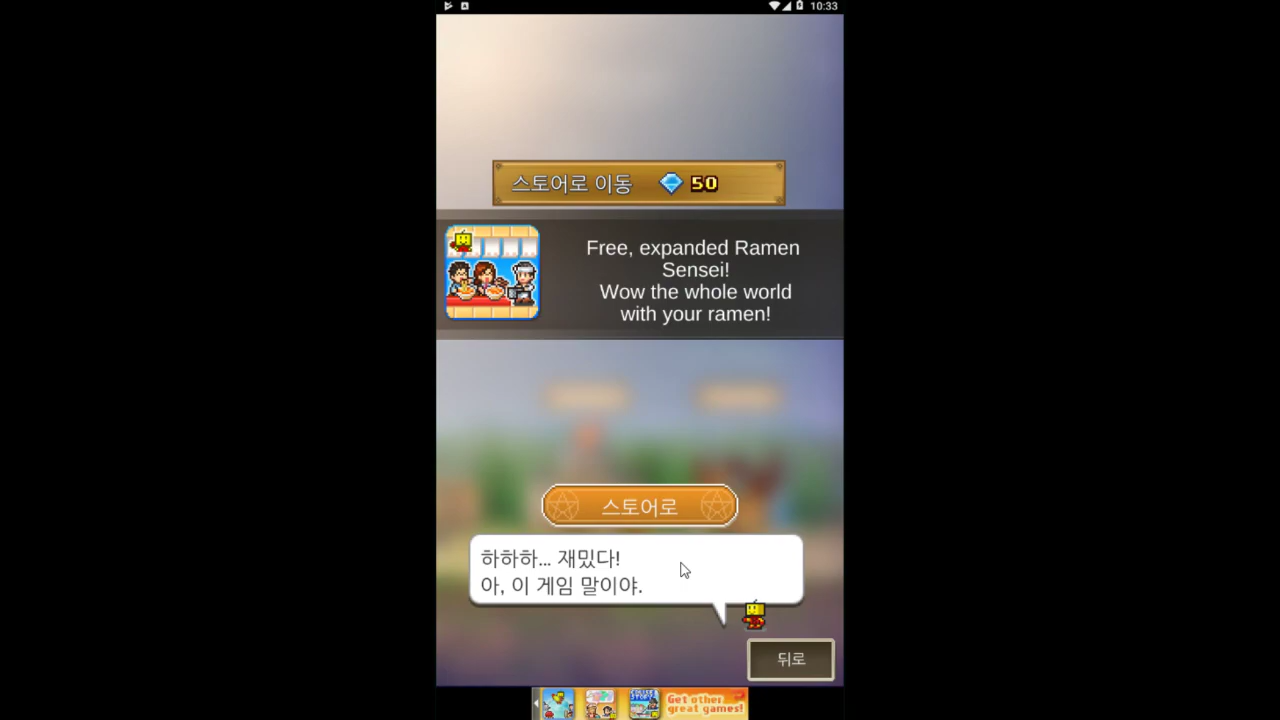 10:33
스토어로 이동 50
Free, expanded Ramen
Sensei!
Wow the whole world
with your ramen!
스토어로
하하하... 재밌다!
아, 이 게임 말이야.
뒤로
Get other
great games!